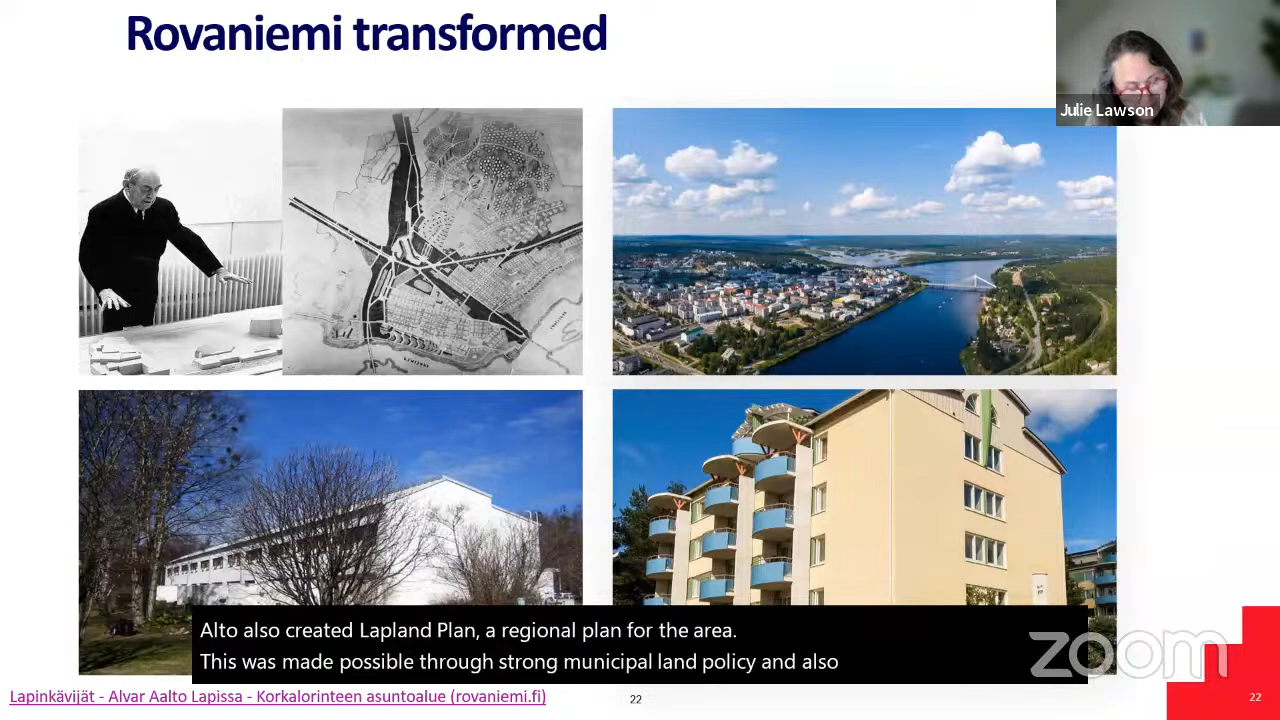 Rovaniemi transformed
Julie Lawson
Alto also created Lapland Plan, a regional plan for the area.
This was made possible through strong municipal land policy and also
zoom
Lapinkävijät - Alvar Aalto Lapissa - Korkalorinteen asuntoalue (rovaniemi.fi)
22
22